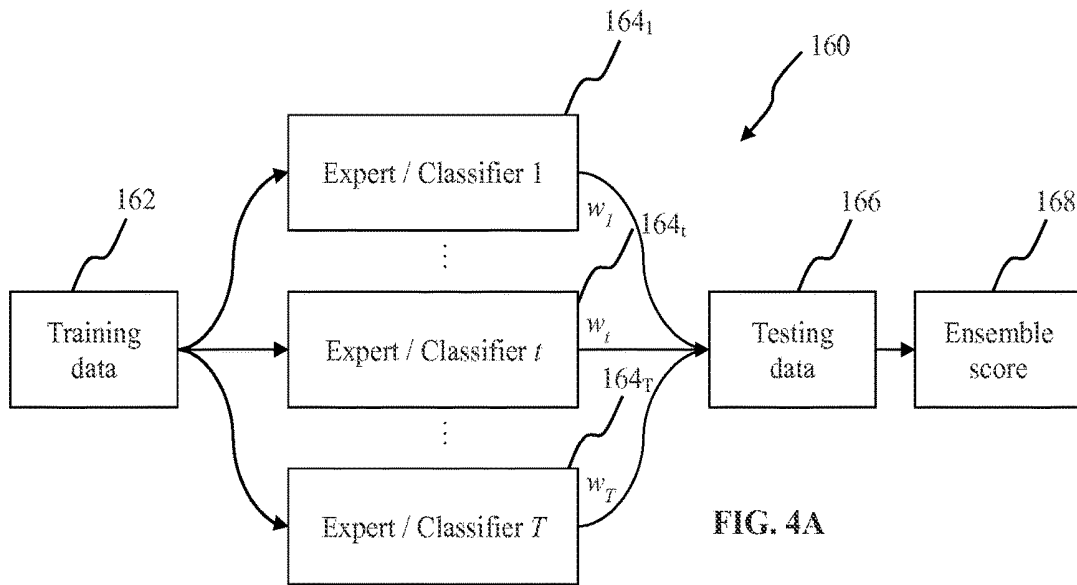 164₁
160
Expert / Classifier 1
162
w₁
164ₜ
166
168
⋮
Training
data
Expert / Classifier t
wₜ
Testing
data
Ensemble
score
164_T
⋮
w_T
Expert / Classifier T
FIG. 4A